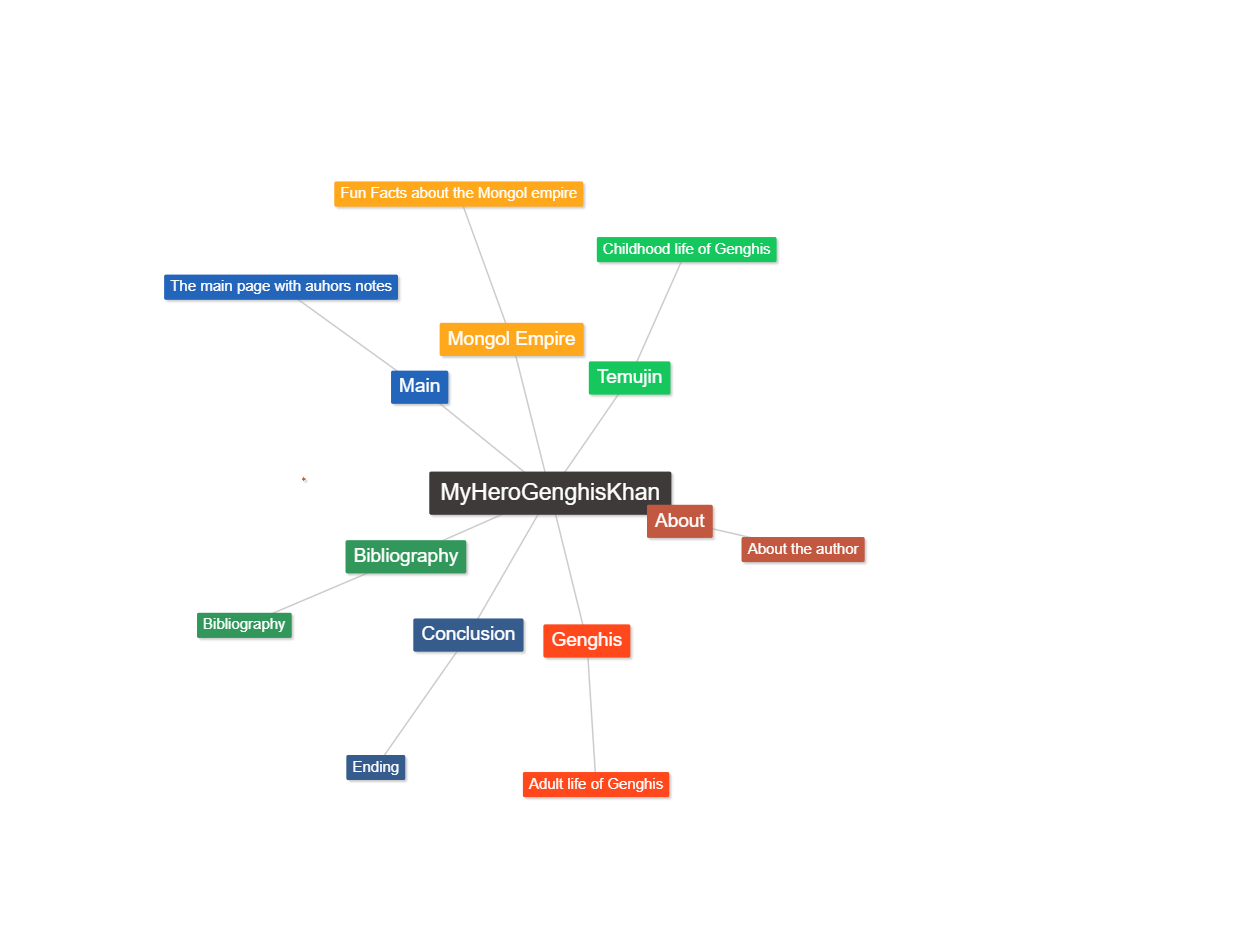 Fun Facts about the Mongol empire
Childhood life of Genghis
The main page with auhors notes
Mongol Empire
Temujin
Main
MyHeroGenghisKhan
About
About the author
Bibliography
Bibliography
Conclusion
Genghis
Ending
Adult life of Genghis